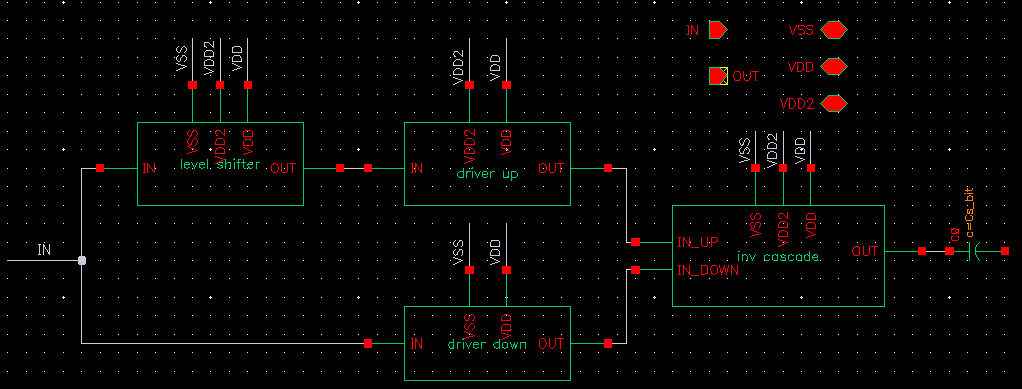 IN
VSS
OUT
VDD
VDD2
VSS
VDD2
VDD
VDD2
VDD
VSS
VDD2
VDD
VSS
VDD2
VDD
IN
level shifter
OUT
VDD2
VDD
IN
driver up
OUT
VSS
VDD2
VDD
IN_UP
IN_DOWN
inv cascade
OUT
C0
c=Cs_bit
IN
VSS
VDD
VSS
VDD
IN
driver down
OUT